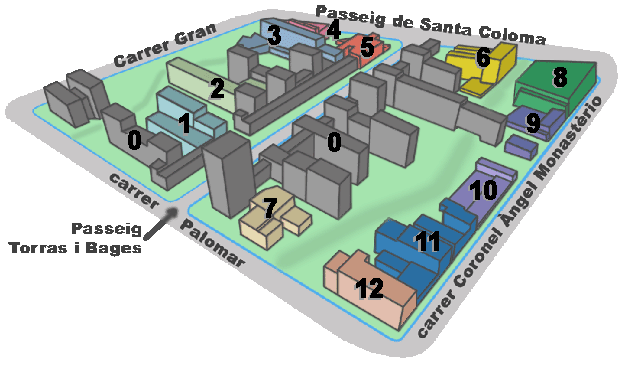 Passeig de Santa Coloma
Carrer Gran
3
4
5
6
8
2
9
1
0
0
10
7
11
12
carrer
Palomar
Passeig
Torras i Bages
carrer Coronel Àngel Monastèrio